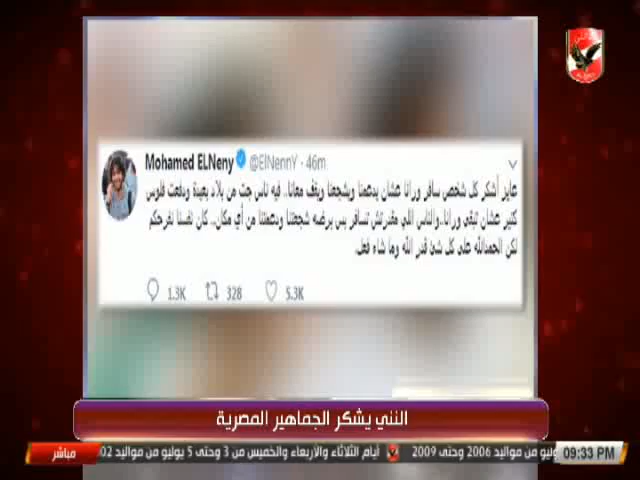 Mohamed ELNeny @ElNennY · 46m
عايز أشكر كل شخص سافر ورانا عشان يدعمنا ويشجعنا ويقف معانا.. فيه ناس جت من بلاد بعيدة ودفعت فلوس
كتير عشان تبقى ورانا..والناس اللي مقدرتش تسافر بس برضه شجعتنا ودعمتنا من أي مكان.. كان نفسنا نفرحكم
لكن الحمدلله على كل شئ قدر الله وما شاء فعل.
1.3K 328 5.3K
النني يشكر الجماهير المصرية
مباشر
يوليو من مواليد 2006 وحتى 2009 أيام الثلاثاء والأربعاء والخميس من 3 وحتى 5 يوليو من مواليد 02
09:33 PM